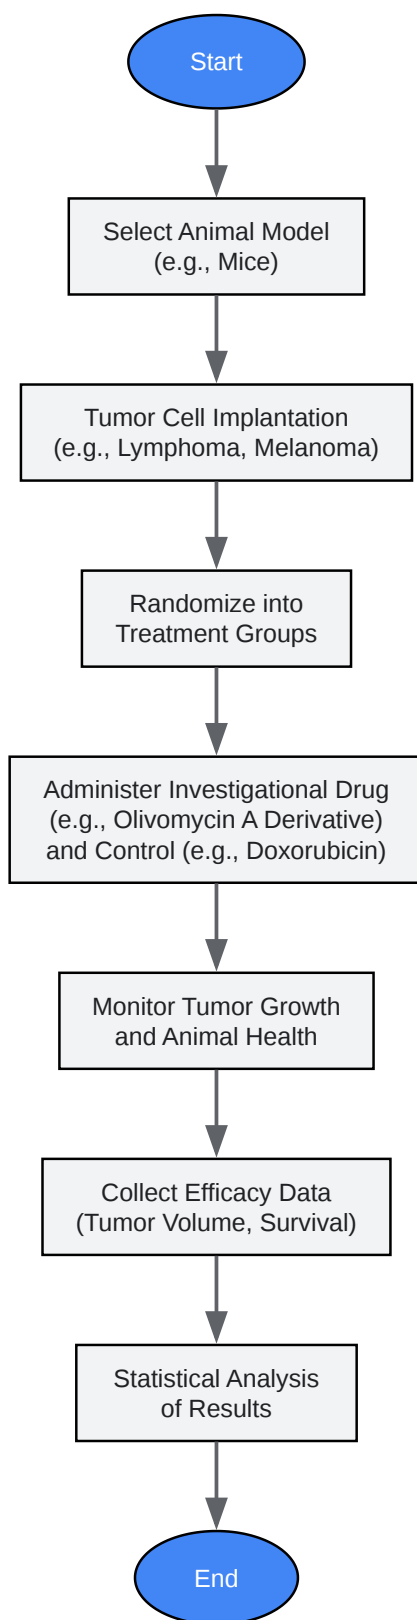 Start
Select Animal Model
(e.g., Mice)
Tumor Cell Implantation
(e.g., Lymphoma, Melanoma)
Randomize into
Treatment Groups
Administer Investigational Drug
(e.g., Olivomycin A Derivative)
and Control (e.g., Doxorubicin)
Monitor Tumor Growth
and Animal Health
Collect Efficacy Data
(Tumor Volume, Survival)
Statistical Analysis
of Results
End